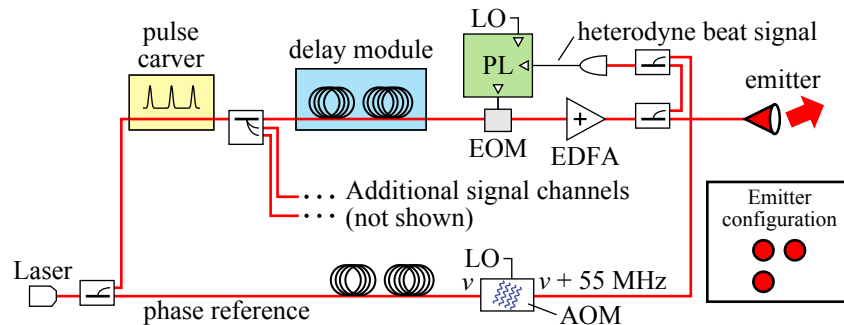 pulse
carver
delay module
LO
PL
heterodyne beat signal
emitter
EOM
+
EDFA
Additional signal channels
(not shown)
Emitter
configuration
Laser
phase reference
LO
ν
ν + 55 MHz
AOM